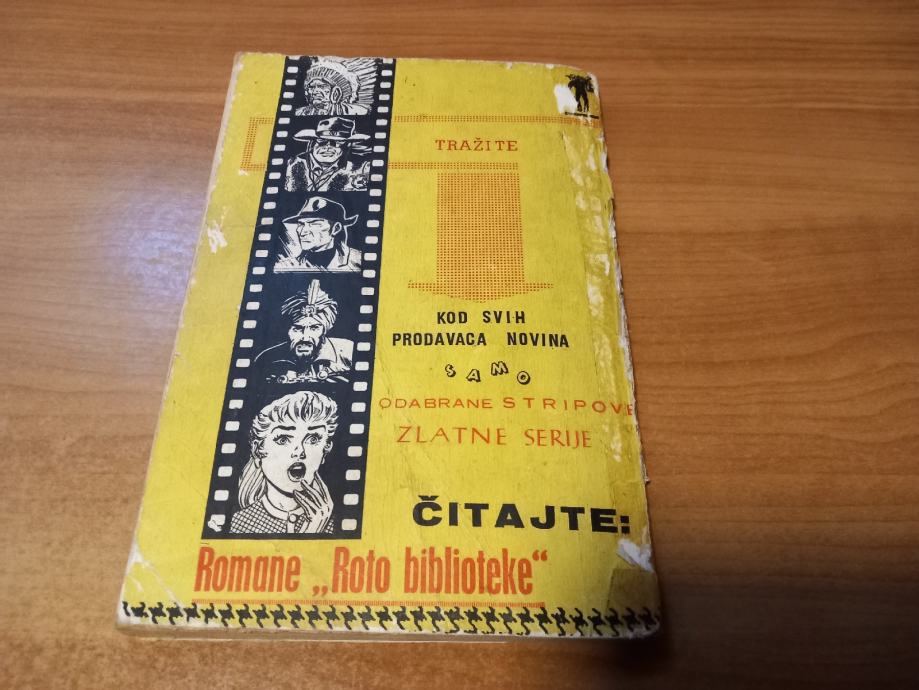 TRAŽITE
KOD SVIH
PRODAVACA NOVINA
SAMO
ODABRANE STRIPOVE
ZLATNE SERIJE
ČITAJTE:
Romane „Roto biblioteke“